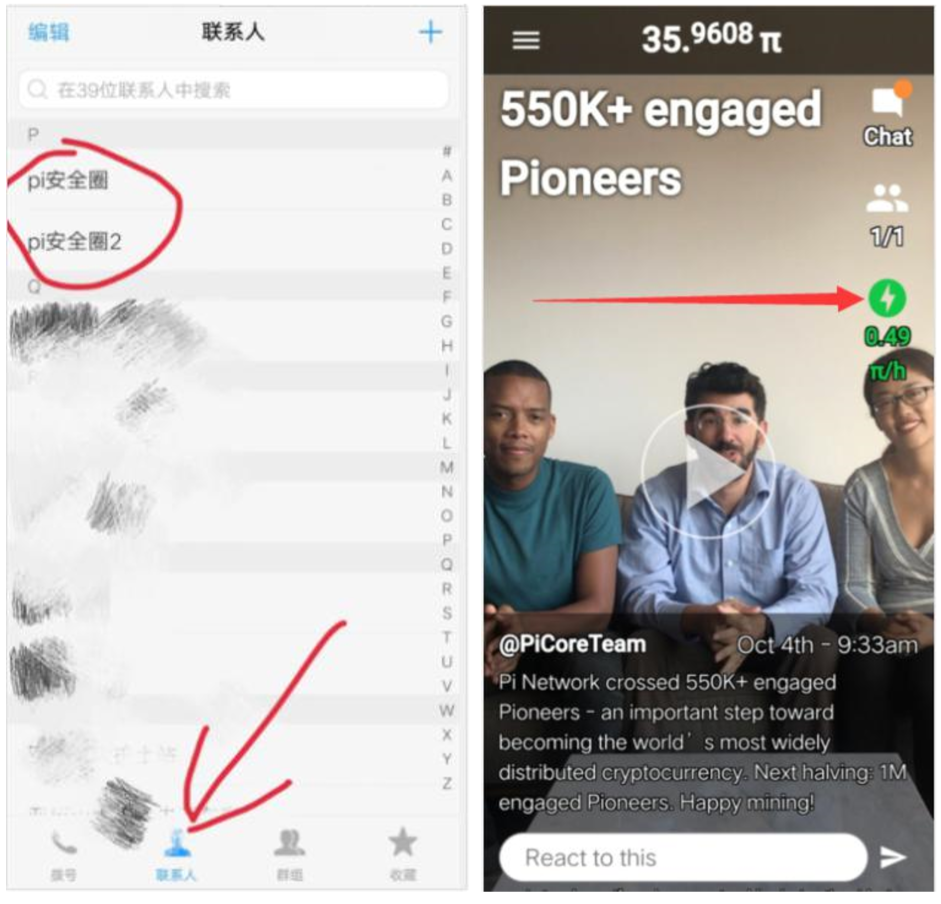 编辑
联系人
+
在39位联系人中搜索
P
pi安全圈
pi安全圈2
Q
#
A
B
C
D
E
F
G
H
I
J
K
L
M
N
O
P
Q
R
S
T
U
V
W
X
Y
Z
拨号
联系人
群组
收藏
35.9608 π
550K+ engaged
Pioneers
Chat
1/1
0.49
π/h
@PiCoreTeam
Oct 4th - 9:33am
Pi Network crossed 550K+ engaged
Pioneers - an important step toward
becoming the world's most widely
distributed cryptocurrency. Next halving: 1M
engaged Pioneers. Happy mining!
React to this